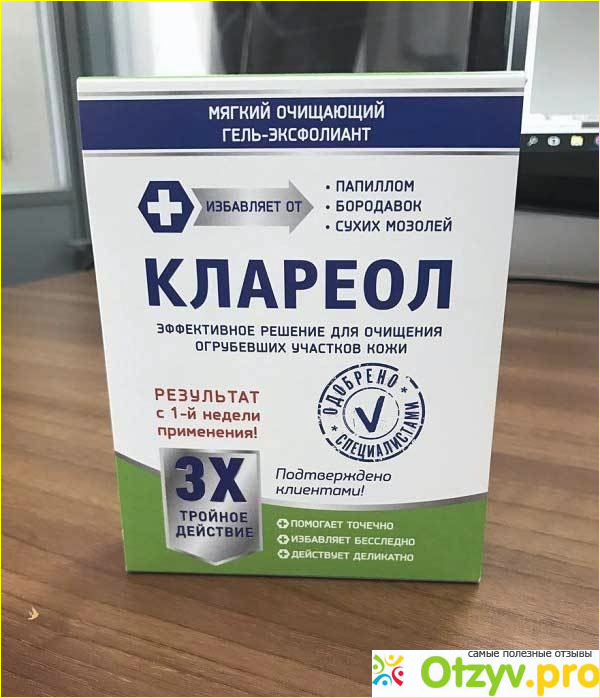 МЯГКИЙ ОЧИЩАЮЩИЙ
ГЕЛЬ-ЭКСФОЛИАНТ
ИЗБАВЛЯЕТ ОТ
• ПАПИЛЛОМ
• БОРОДАВОК
• СУХИХ МОЗОЛЕЙ
КЛАРЕОЛ
ЭФФЕКТИВНОЕ РЕШЕНИЕ ДЛЯ ОЧИЩЕНИЯ
ОГРУБЕВШИХ УЧАСТКОВ КОЖИ
РЕЗУЛЬТАТ
с 1-й недели
применения!
ОДОБРЕНО
СПЕЦИАЛИСТАМИ
3X
ТРОЙНОЕ
ДЕЙСТВИЕ
Подтверждено
клиентами!
ПОМОГАЕТ ТОЧЕЧНО
ИЗБАВЛЯЕТ БЕССЛЕДНО
ДЕЙСТВУЕТ ДЕЛИКАТНО
самые полезные отзывы
Otzyv.pro